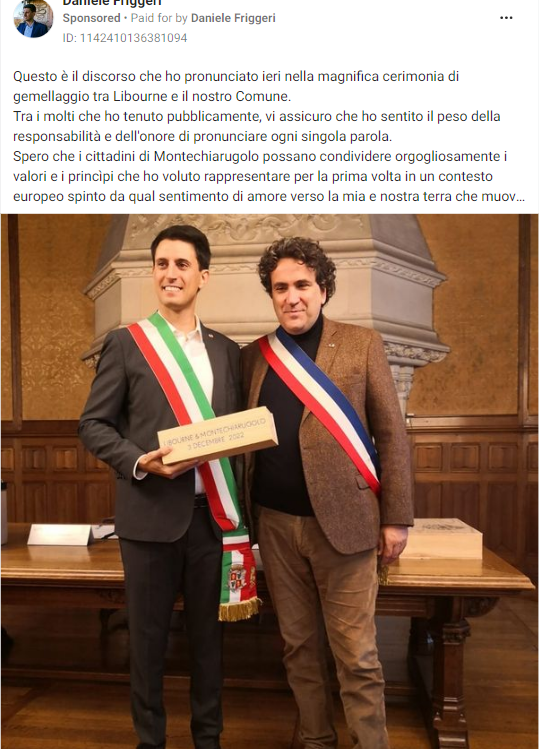 Daniele Friggeri
Sponsored • Paid for by Daniele Friggeri
ID: 1142410136381094
Questo è il discorso che ho pronunciato ieri nella magnifica cerimonia di
gemellaggio tra Libourne e il nostro Comune.
Tra i molti che ho tenuto pubblicamente, vi assicuro che ho sentito il peso della
responsabilità e dell'onore di pronunciare ogni singola parola.
Spero che i cittadini di Montechiarugolo possano condividere orgogliosamente i
valori e i princìpi che ho voluto rappresentare per la prima volta in un contesto
europeo spinto da qual sentimento di amore verso la mia e nostra terra che muov...
LIBOURNE & MONTECHIARUGOLO
3 DECEMBRE 2022